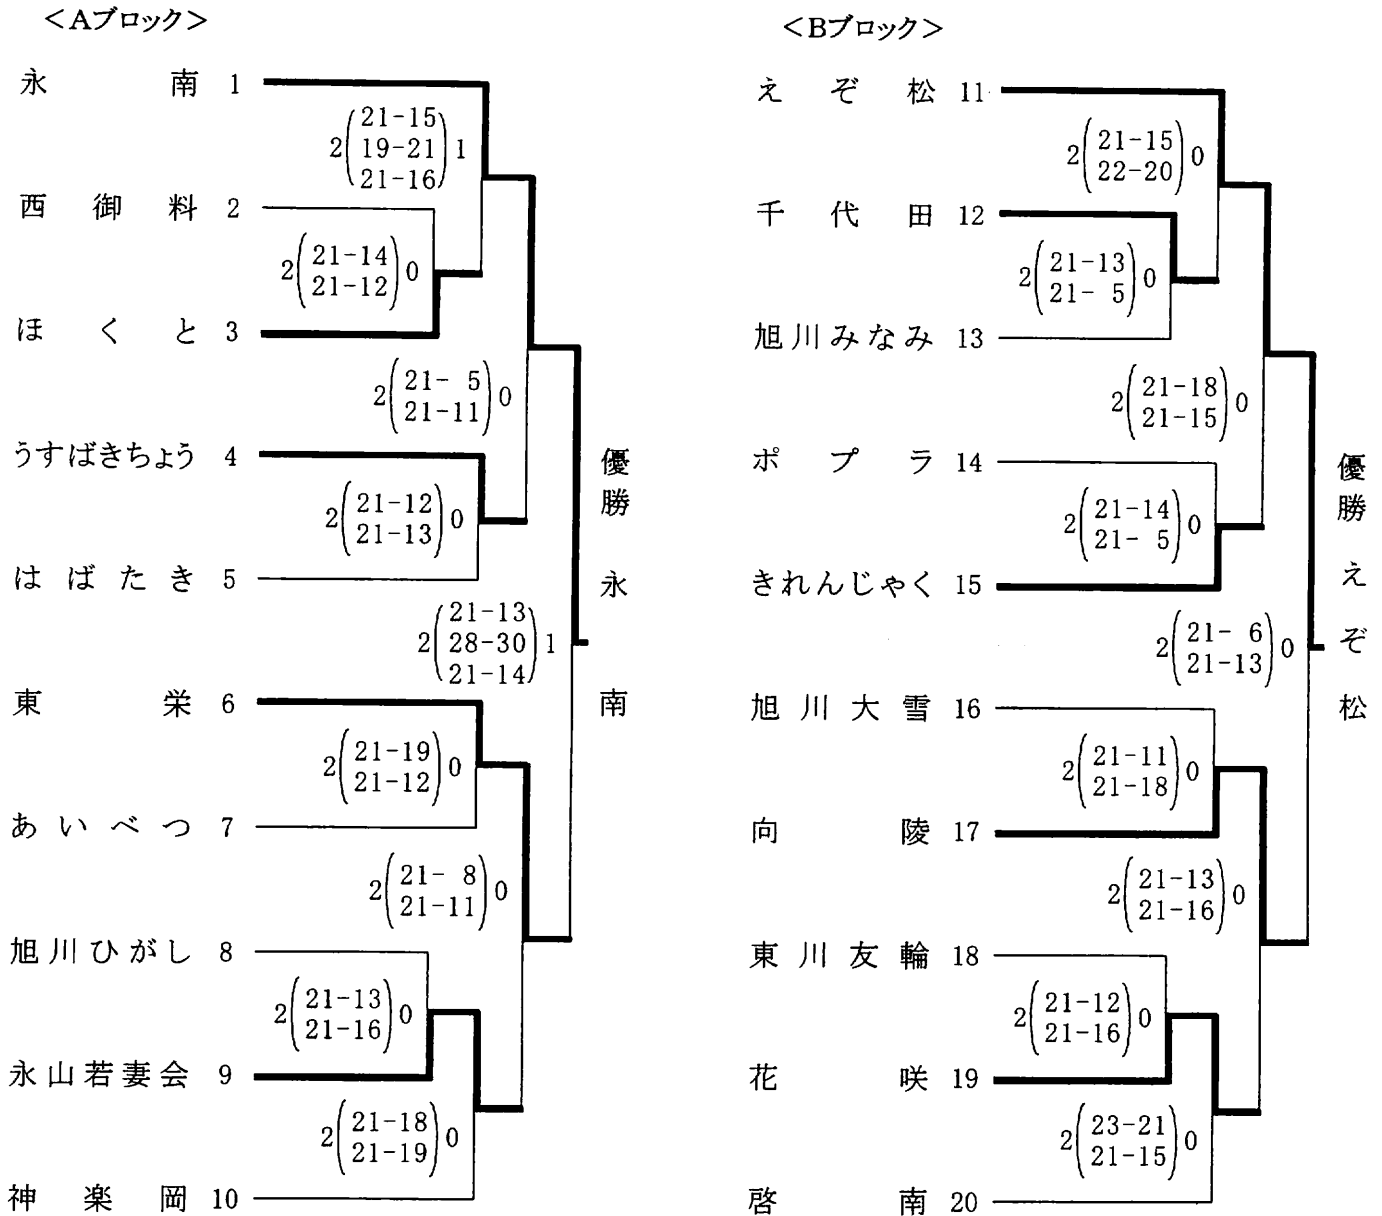 ＜Aブロック＞
永南 1
21-15
2 19-21 1
21-16
西御料 2
2 21-14 0
21-12
ほくと 3
2 21- 5 0
21-11
うすばきちょう 4
2 21-12 0
21-13
はばたき 5
21-13
2 28-30 1
21-14
東栄 6
2 21-19 0
21-12
あいべつ 7
2 21- 8 0
21-11
旭川ひがし 8
2 21-13 0
21-16
永山若妻会 9
2 21-18 0
21-19
神楽岡 10
優勝 永南
＜Bブロック＞
えぞ松 11
2 21-15 0
22-20
千代田 12
2 21-13 0
21- 5
旭川みなみ 13
2 21-18 0
21-15
ポプラ 14
2 21-14 0
21- 5
きれんじゃく 15
2 21- 6 0
21-13
旭川大雪 16
2 21-11 0
21-18
向陵 17
2 21-13 0
21-16
東川友輪 18
2 21-12 0
21-16
花咲 19
2 23-21 0
21-15
啓南 20
優勝 えぞ松